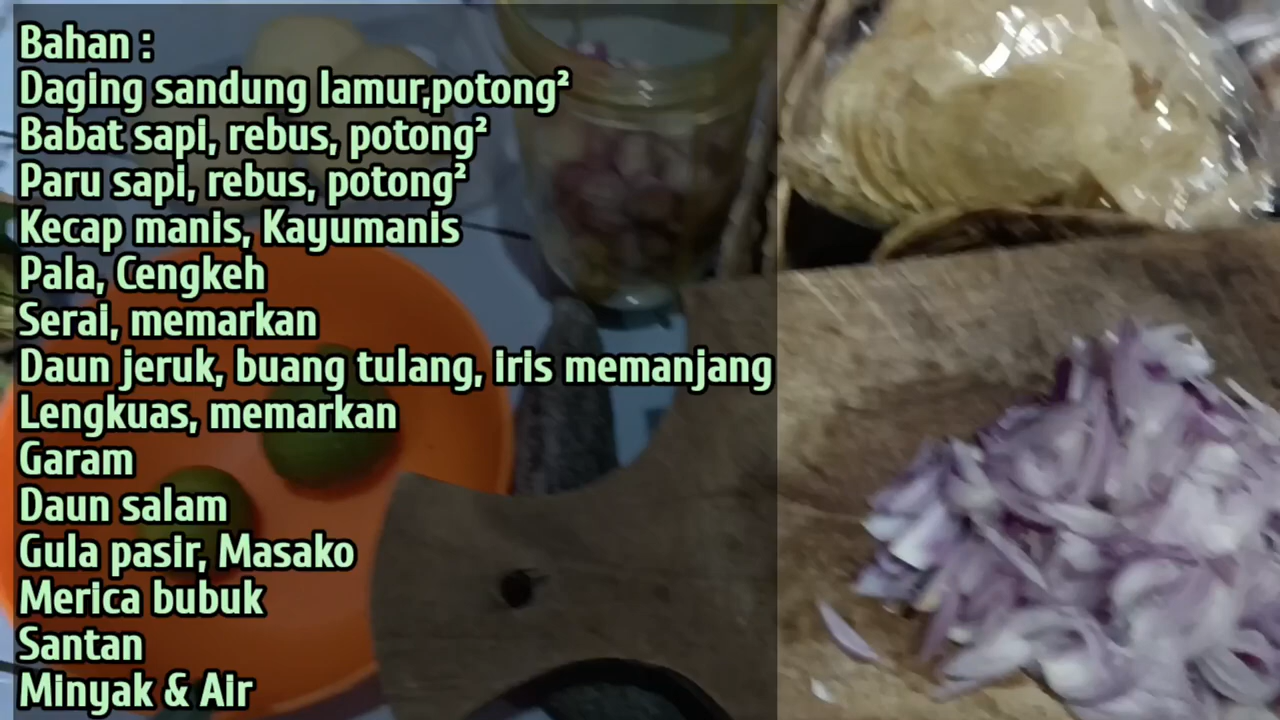 Bahan :
Daging sandung lamur,potong²
Babat sapi, rebus, potong²
Paru sapi, rebus, potong²
Kecap manis, Kayumanis
Pala, Cengkeh
Serai, memarkan
Daun jeruk, buang tulang, iris memanjang
Lengkuas, memarkan
Garam
Daun salam
Gula pasir, Masako
Merica bubuk
Santan
Minyak & Air